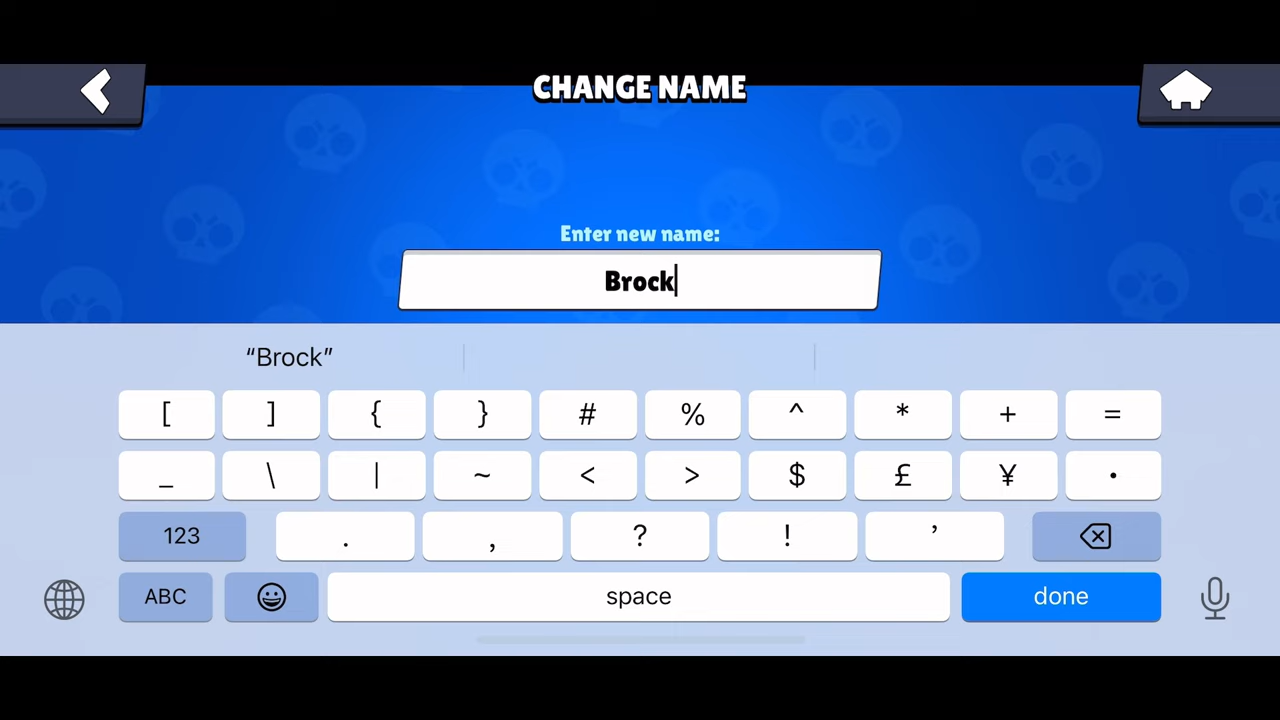 CHANGE NAME
Enter new name:
Brock
“Brock”
[ ] { } # % ^ * + =
_ \ | ~ < > $ £ ¥ •
123 . , ? ! ’
ABC space done